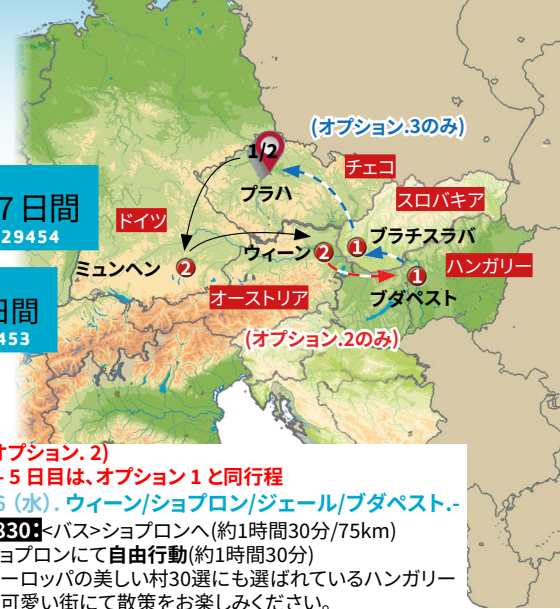 (オプション.3のみ)
1/2
チェコ
プラハ
スロバキア
7日間
29454
ドイツ
ブラチスラバ
ウィーン 2 1
ハンガリー
ミュンヘン 2
1
ブダペスト
オーストリア
日間
453
(オプション.2のみ)
オプション. 2)
- 5 日目は、オプション 1 と同行程
6 (水). ウィーン/ショプロン/ジェール/ブダペスト.-
830:<バス>ショプロンへ(約1時間30分/75km)
ョプロンにて自由行動(約1時間30分)
ーロッパの美しい村30選にも選ばれているハンガリー
可愛い街にて散策をお楽しみください。